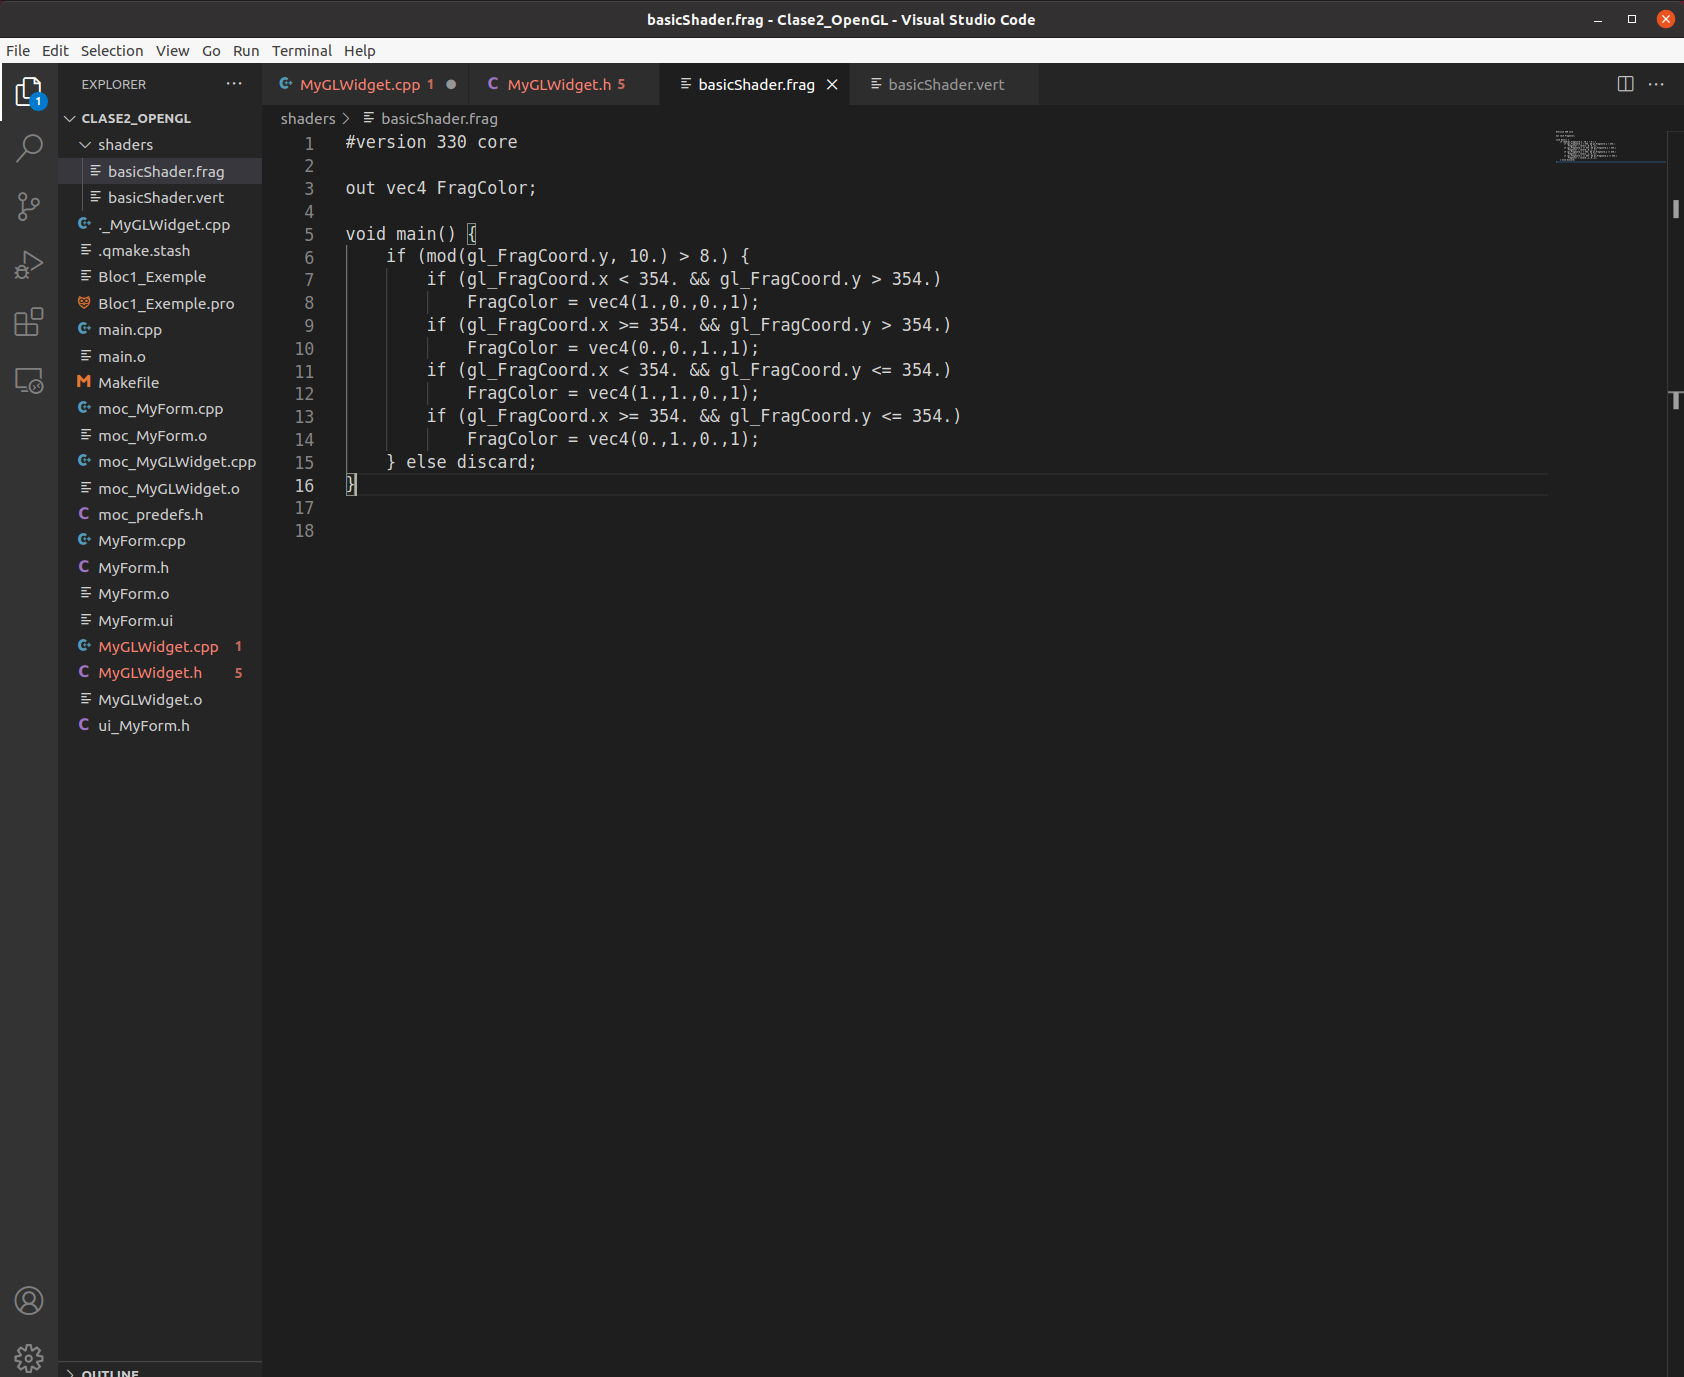 basicShader.frag - Clase2_OpenGL - Visual Studio Code
File Edit Selection View Go Run Terminal Help
1
EXPLORER
CLASE2_OPENGL
shaders
basicShader.frag
basicShader.vert
._MyGLWidget.cpp
.qmake.stash
Bloc1_Exemple
Bloc1_Exemple.pro
main.cpp
main.o
Makefile
moc_MyForm.cpp
moc_MyForm.o
moc_MyGLWidget.cpp
moc_MyGLWidget.o
moc_predefs.h
MyForm.cpp
MyForm.h
MyForm.o
MyForm.ui
MyGLWidget.cpp 1
MyGLWidget.h 5
MyGLWidget.o
ui_MyForm.h
OUTLINE
MyGLWidget.cpp 1 MyGLWidget.h 5 basicShader.frag basicShader.vert
shaders > basicShader.frag
1 #version 330 core
2
3 out vec4 FragColor;
4
5 void main() {
6 if (mod(gl_FragCoord.y, 10.) > 8.) {
7 if (gl_FragCoord.x < 354. && gl_FragCoord.y > 354.)
8 FragColor = vec4(1.,0.,0.,1);
9 if (gl_FragCoord.x >= 354. && gl_FragCoord.y > 354.)
10 FragColor = vec4(0.,0.,1.,1);
11 if (gl_FragCoord.x < 354. && gl_FragCoord.y <= 354.)
12 FragColor = vec4(1.,1.,0.,1);
13 if (gl_FragCoord.x >= 354. && gl_FragCoord.y <= 354.)
14 FragColor = vec4(0.,1.,0.,1);
15 } else discard;
16 }
17
18